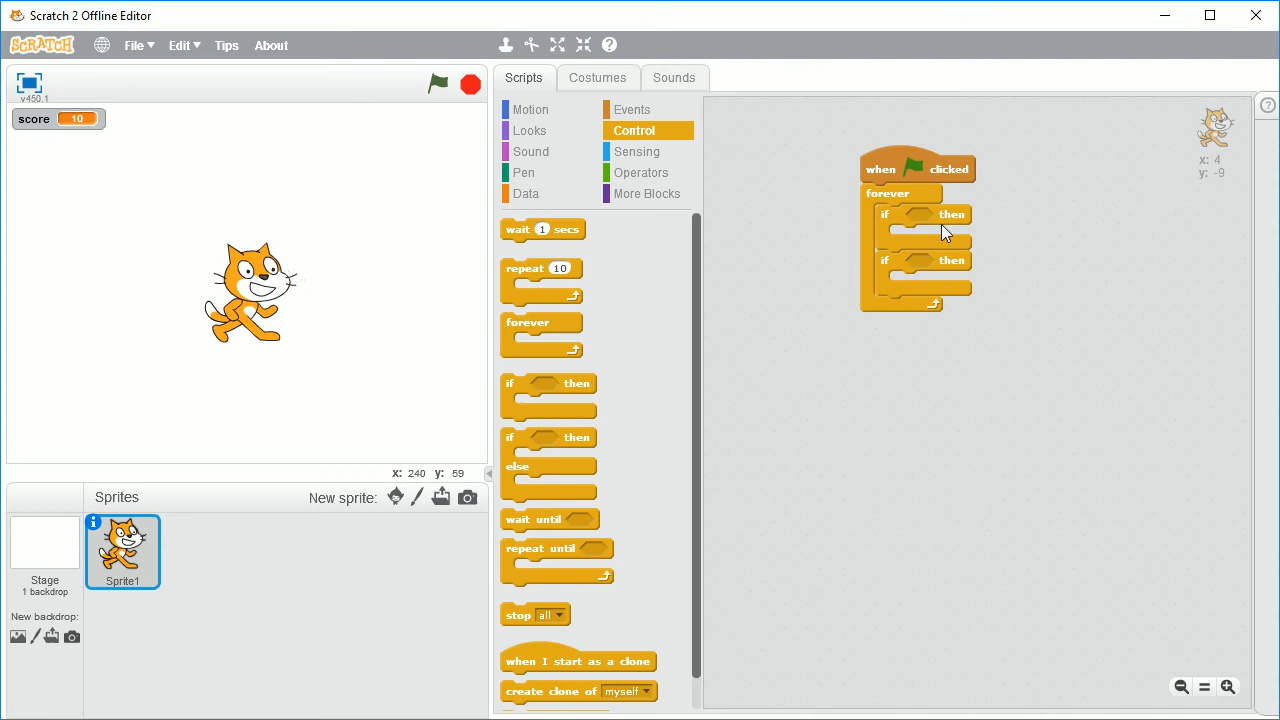 Scratch 2 Offline Editor
SCRATCH File Edit Tips About
v450.1
score 10
x: 240 y: 59
Sprites New sprite:
Stage
1 backdrop
New backdrop:
Sprite1
Scripts Costumes Sounds
Motion Events
Looks Control
Sound Sensing
Pen Operators
Data More Blocks
wait 1 secs
repeat 10
forever
if then
if then
else
wait until
repeat until
stop all
when I start as a clone
create clone of myself
when clicked
forever
if then
if then
x: 4
y: -9